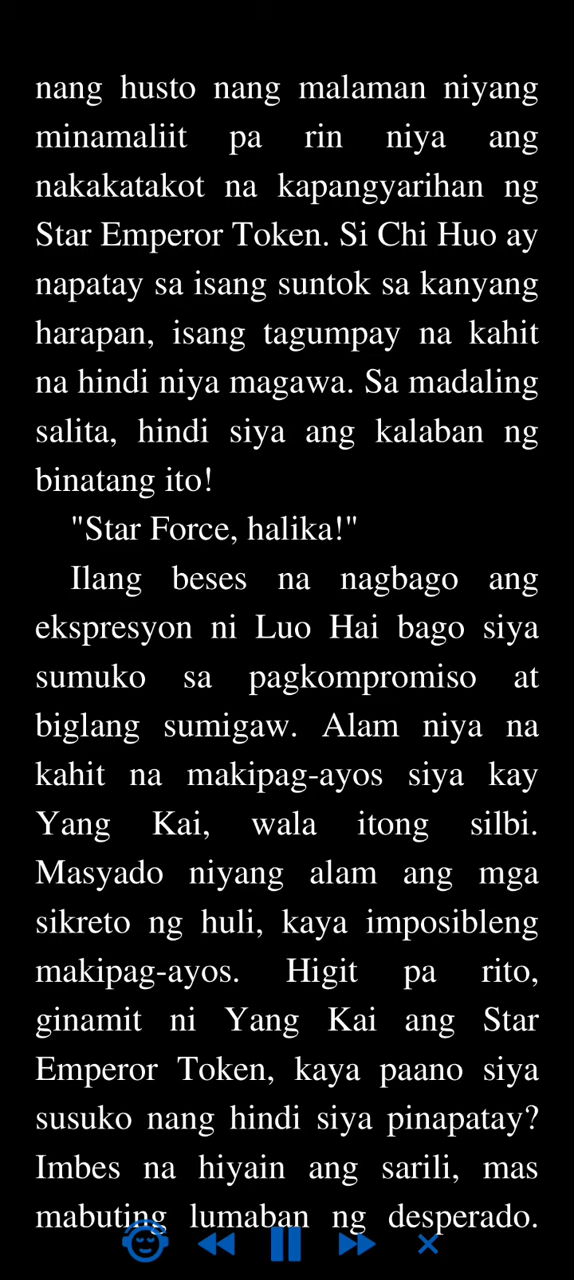 nang husto nang malaman niyang
minamaliit pa rin niya ang
nakakatakot na kapangyarihan ng
Star Emperor Token. Si Chi Huo ay
napatay sa isang suntok sa kanyang
harapan, isang tagumpay na kahit
na hindi niya magawa. Sa madaling
salita, hindi siya ang kalaban ng
binatang ito!
"Star Force, halika!"
Ilang beses na nagbago ang
ekspresyon ni Luo Hai bago siya
sumuko sa pagkompromiso at
biglang sumigaw. Alam niya na
kahit na makipag-ayos siya kay
Yang Kai, wala itong silbi.
Masyado niyang alam ang mga
sikreto ng huli, kaya imposibleng
makipag-ayos. Higit pa rito,
ginamit ni Yang Kai ang Star
Emperor Token, kaya paano siya
susuko nang hindi siya pinapatay?
Imbes na hiyain ang sarili, mas
mabuting lumaban ng desperado.